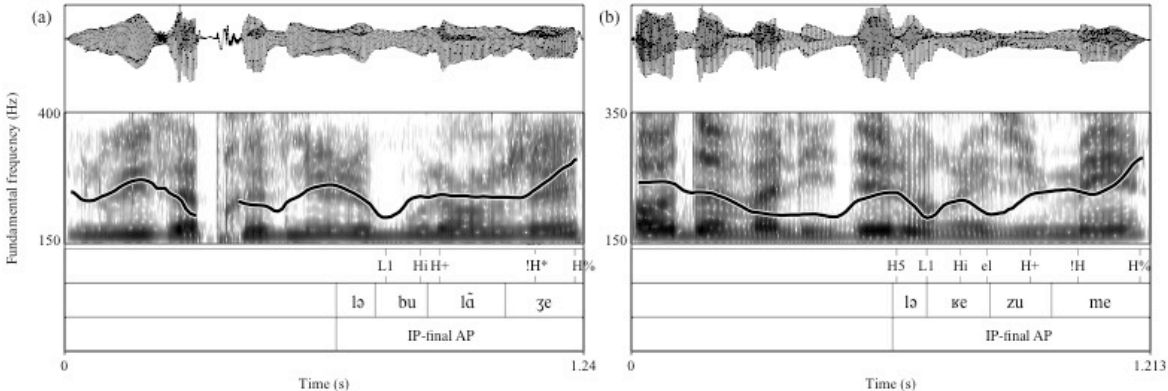 (a)
(b)
Fundamental frequency (Hz)
400
150
L1 Hi H+ !H* H%
lə bu lɑ̃ ʒe
IP-final AP
0 1.24
Time (s)
350
150
H5 L1 Hi el H+ !H H%
lə ʁe zu me
IP-final AP
0 1.213
Time (s)